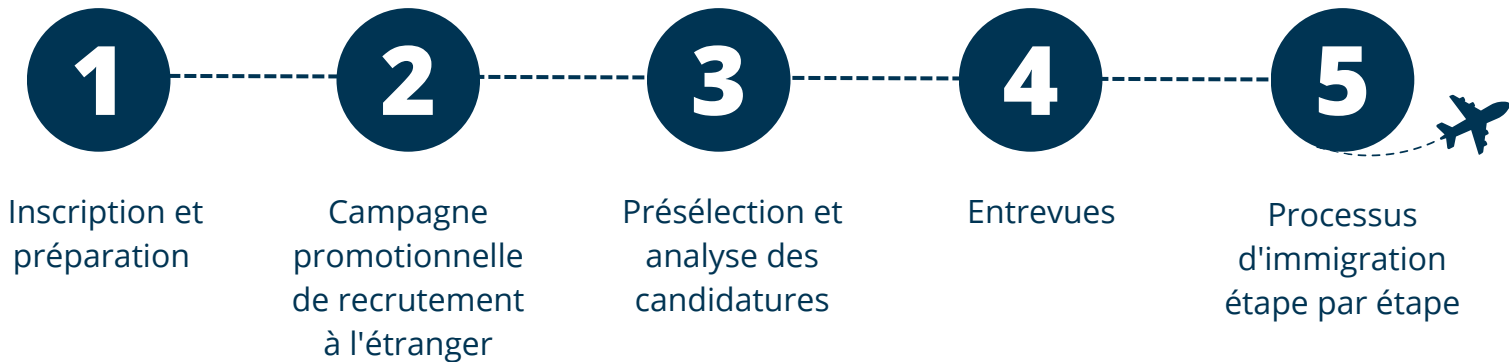 1
2
3
4
5
Inscription et
préparation
Campagne
promotionnelle
de recrutement
à l'étranger
Présélection et
analyse des
candidatures
Entrevues
Processus
d'immigration
étape par étape